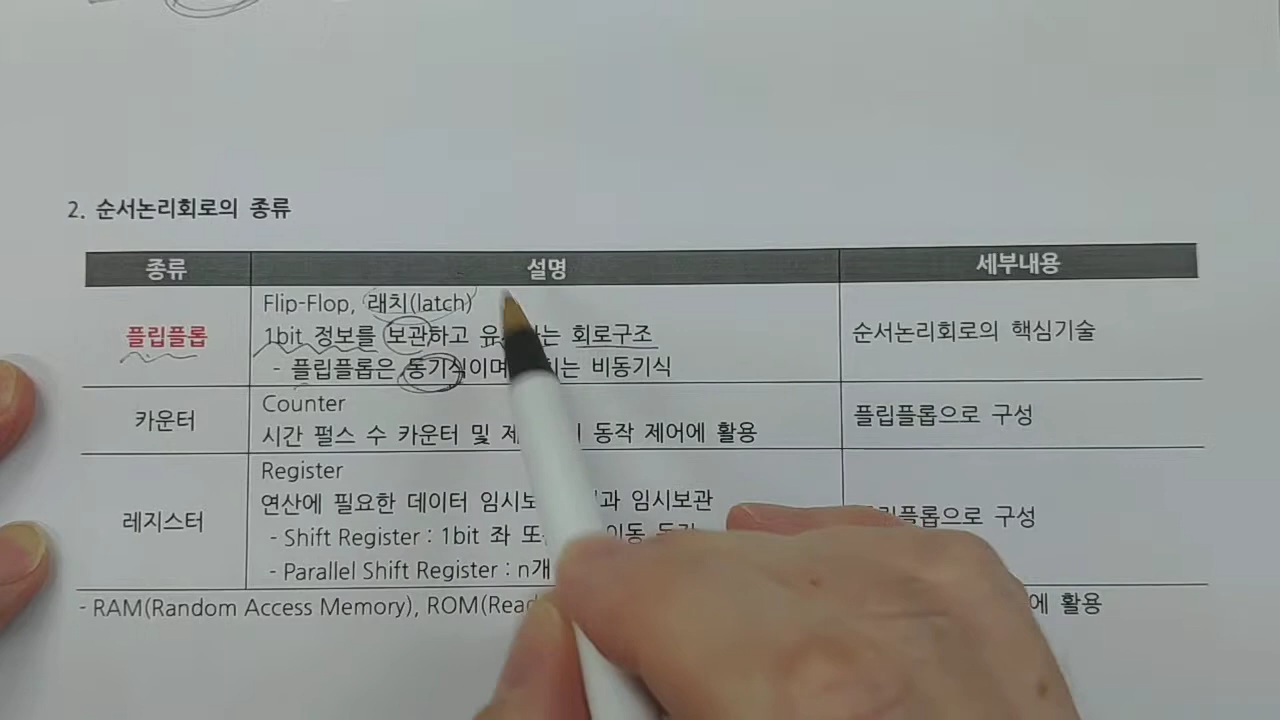 2. 순서논리회로의 종류
종류 설명 세부내용
Flip-Flop, 래치(latch)
플립플롭 1bit 정보를 보관하고 하는 회로구조 순서논리회로의 핵심기술
- 플립플롭은 동기식이며 비동기식
Counter
카운터 시간 펄스 수 카운터 및 동작 제어에 활용 플립플롭으로 구성
Register
레지스터 연산에 필요한 데이터 임시보관 임시보관 플립플롭으로 구성
- Shift Register : 1bit 좌 이동
- Parallel Shift Register : n개
- RAM(Random Access Memory), ROM(Read 에 활용